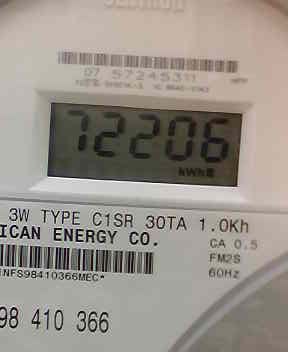 07 57245311
72206
kWh
3W TYPE C1SR 30TA 1.0Kh
ICAN ENERGY CO.
CA 0.5
FM2S
60Hz
NFS98410366MEC*
98 410 366